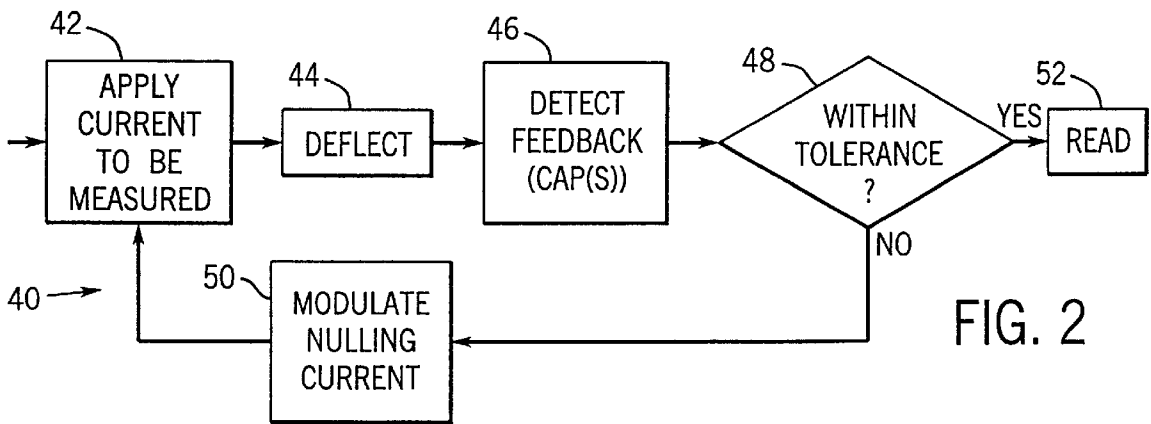 42
APPLY
CURRENT
TO BE
MEASURED
44
DEFLECT
46
DETECT
FEEDBACK
(CAP(S))
48
WITHIN
TOLERANCE
?
YES
52
READ
NO
50
MODULATE
NULLING
CURRENT
40
FIG. 2